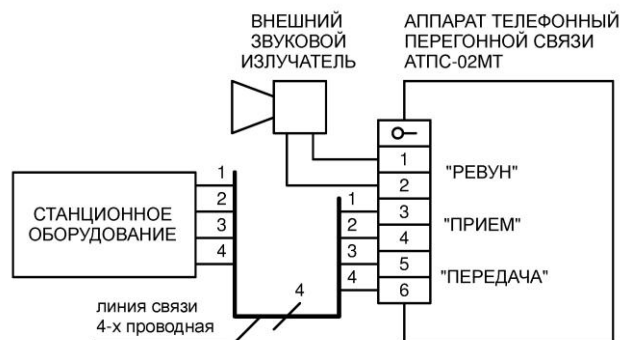 ВНЕШНИЙ
ЗВУКОВОЙ
ИЗЛУЧАТЕЛЬ
АППАРАТ ТЕЛЕФОННЫЙ
ПЕРЕГОННОЙ СВЯЗИ
АТПС-02МТ
СТАНЦИОННОЕ
ОБОРУДОВАНИЕ
1
2
3
4
линия связи
4-х проводная
4
1
2
3
4
1
2
3
4
5
6
"РЕВУН"
"ПРИЕМ"
"ПЕРЕДАЧА"